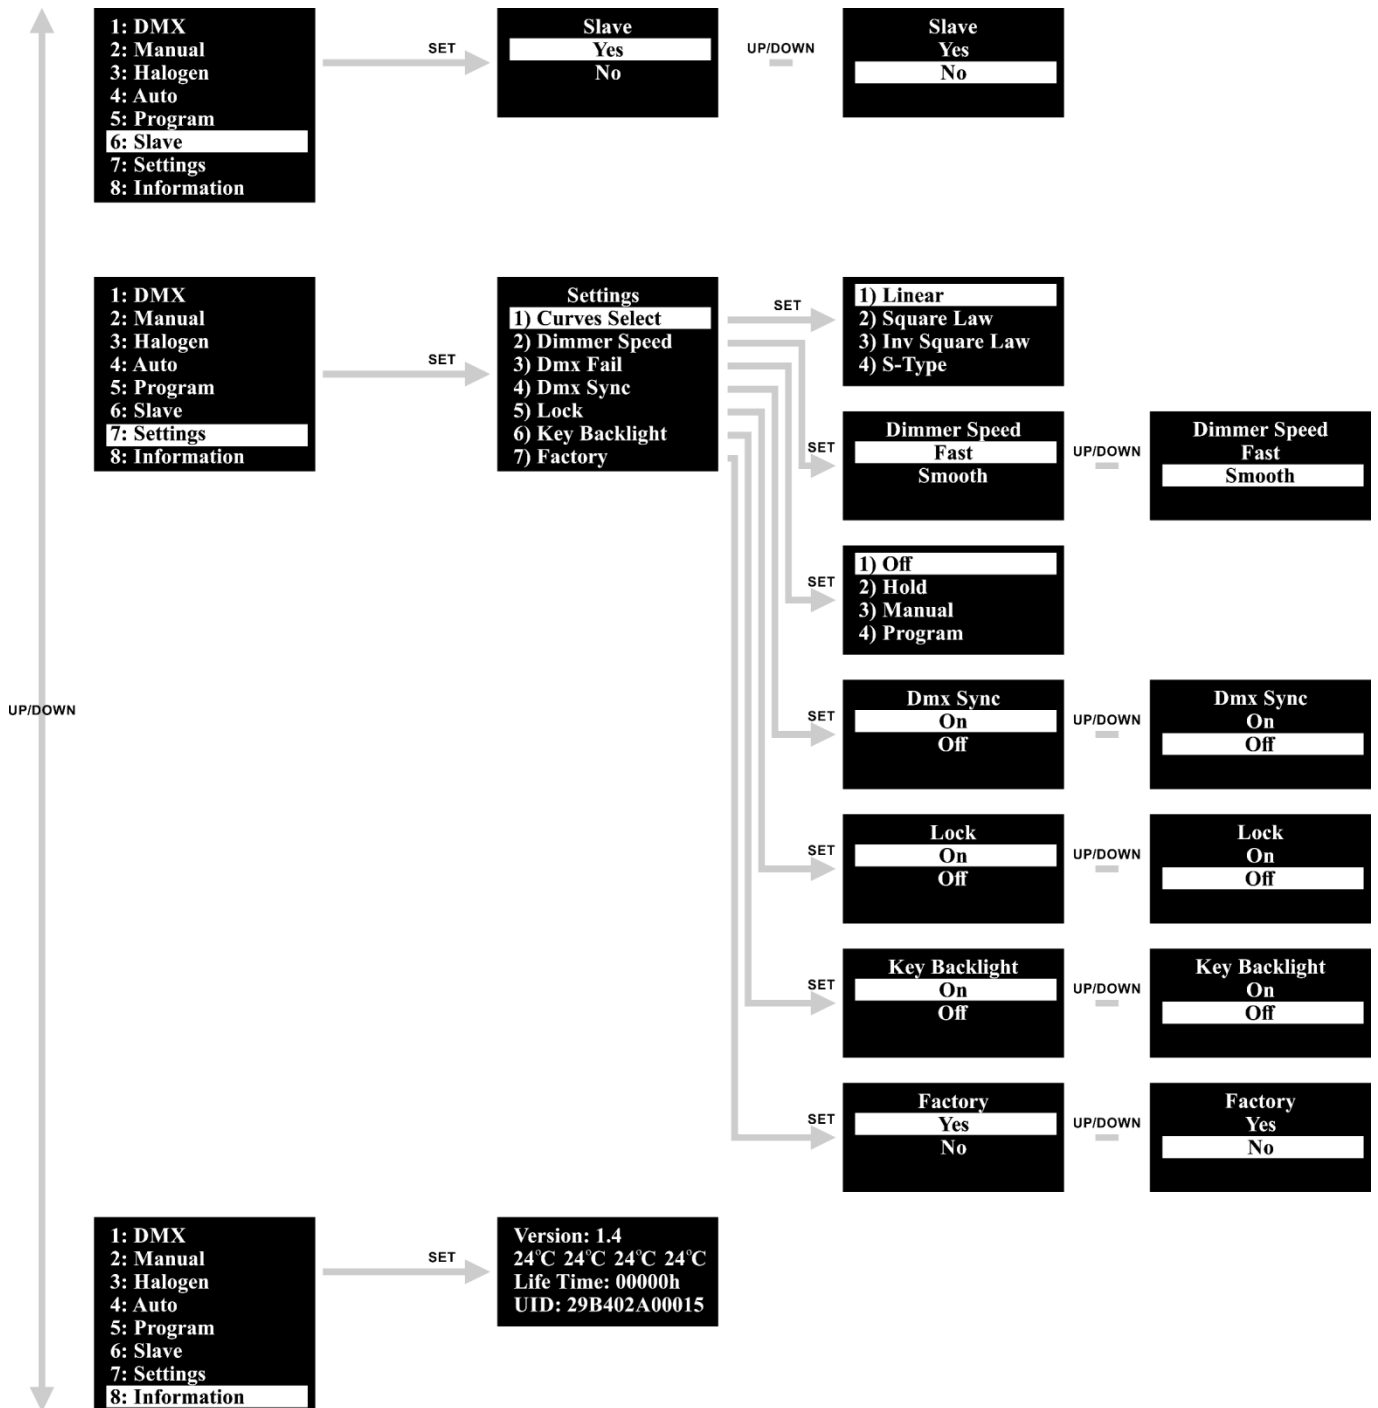 1: DMX
2: Manual
3: Halogen
4: Auto
5: Program
6: Slave
7: Settings
8: Information
SET
Slave
Yes
No
UP/DOWN
Slave
Yes
No
1: DMX
2: Manual
3: Halogen
4: Auto
5: Program
6: Slave
7: Settings
8: Information
SET
Settings
1) Curves Select
2) Dimmer Speed
3) Dmx Fail
4) Dmx Sync
5) Lock
6) Key Backlight
7) Factory
SET
1) Linear
2) Square Law
3) Inv Square Law
4) S-Type
SET
Dimmer Speed
Fast
Smooth
UP/DOWN
Dimmer Speed
Fast
Smooth
SET
1) Off
2) Hold
3) Manual
4) Program
UP/DOWN
SET
Dmx Sync
On
Off
UP/DOWN
Dmx Sync
On
Off
SET
Lock
On
Off
UP/DOWN
Lock
On
Off
SET
Key Backlight
On
Off
UP/DOWN
Key Backlight
On
Off
SET
Factory
Yes
No
UP/DOWN
Factory
Yes
No
1: DMX
2: Manual
3: Halogen
4: Auto
5: Program
6: Slave
7: Settings
8: Information
SET
Version: 1.4
24°C 24°C 24°C 24°C
Life Time: 00000h
UID: 29B402A00015